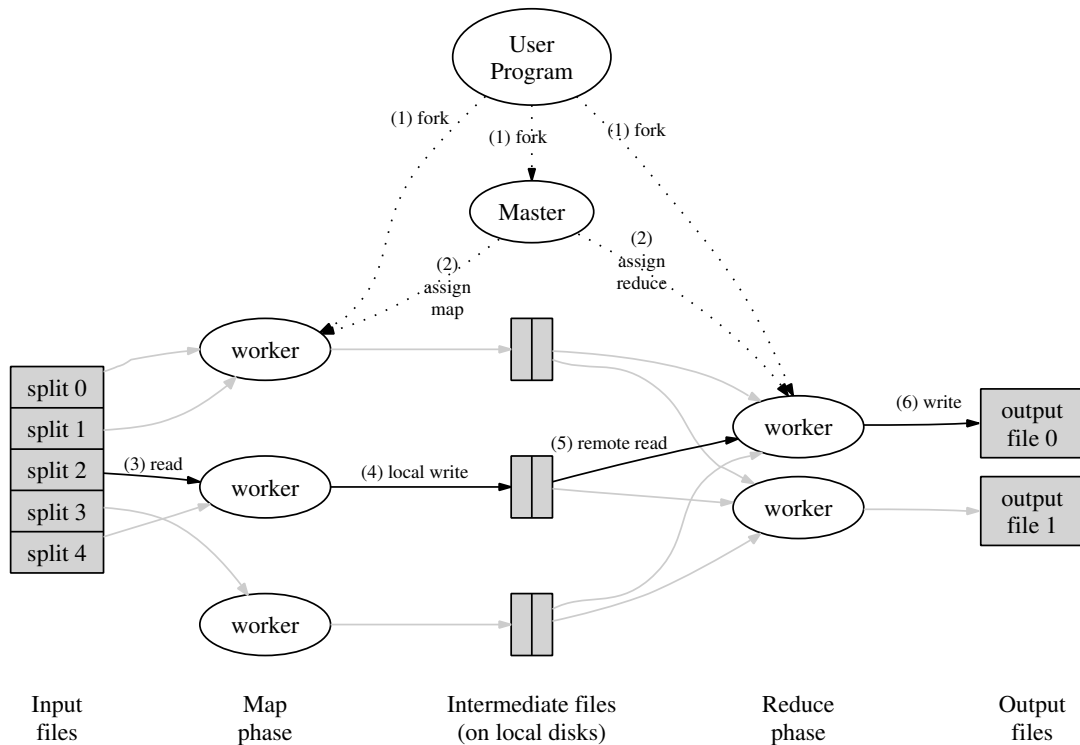 User
Program
(1) fork
(1) fork
(1) fork
Master
(2)
assign
map
(2)
assign
reduce
split 0
split 1
split 2
split 3
split 4
worker
worker
worker
(3) read
(4) local write
(5) remote read
worker
worker
(6) write
output
file 0
output
file 1
Input
files
Map
phase
Intermediate files
(on local disks)
Reduce
phase
Output
files